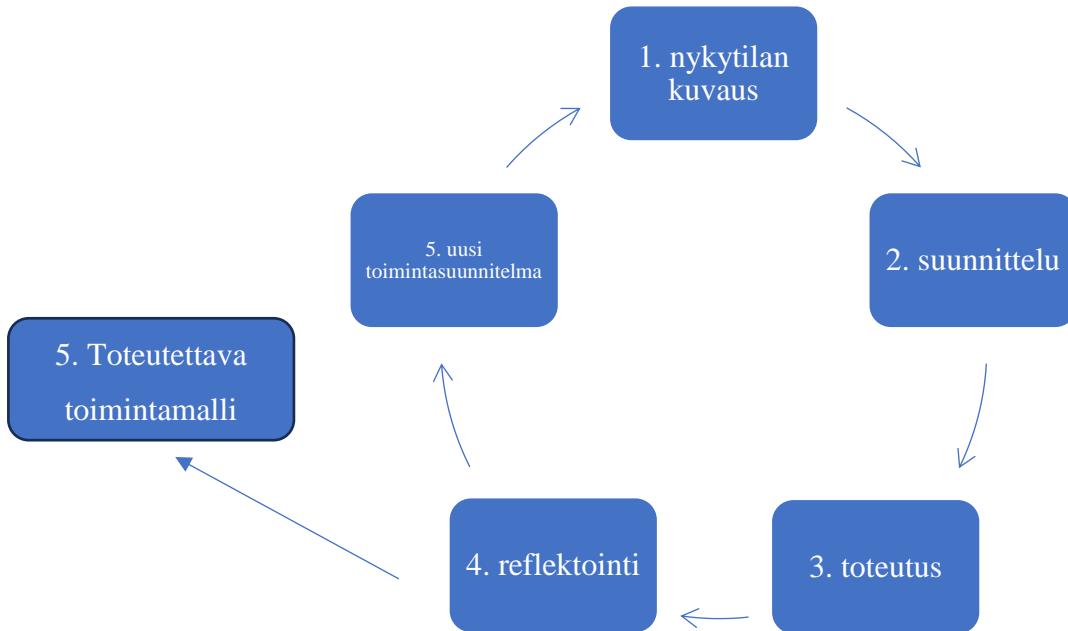 1. nykytilan
kuvaus
2. suunnittelu
3. toteutus
4. reflektointi
5. uusi
toimintasuunnitelma
5. Toteutettava
toimintamalli